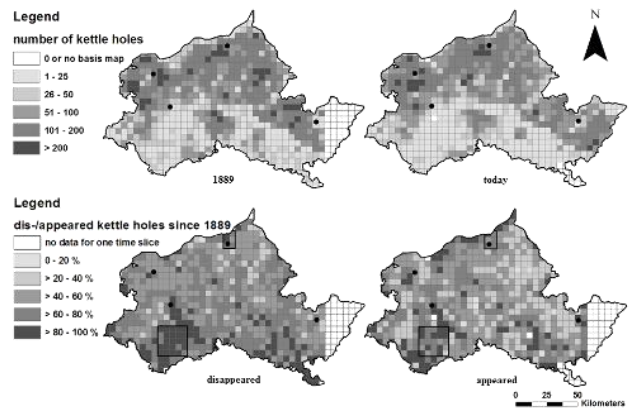 Legend
number of kettle holes
0 or no basis map
1 - 25
26 - 50
51 - 100
101 - 200
> 200
1889
today
N
Legend
dis-/appeared kettle holes since 1889
no data for one time slice
0 - 20 %
> 20 - 40 %
> 40 - 60 %
> 60 - 80 %
> 80 - 100 %
disappeared
appeared
0 25 50
Kilometers